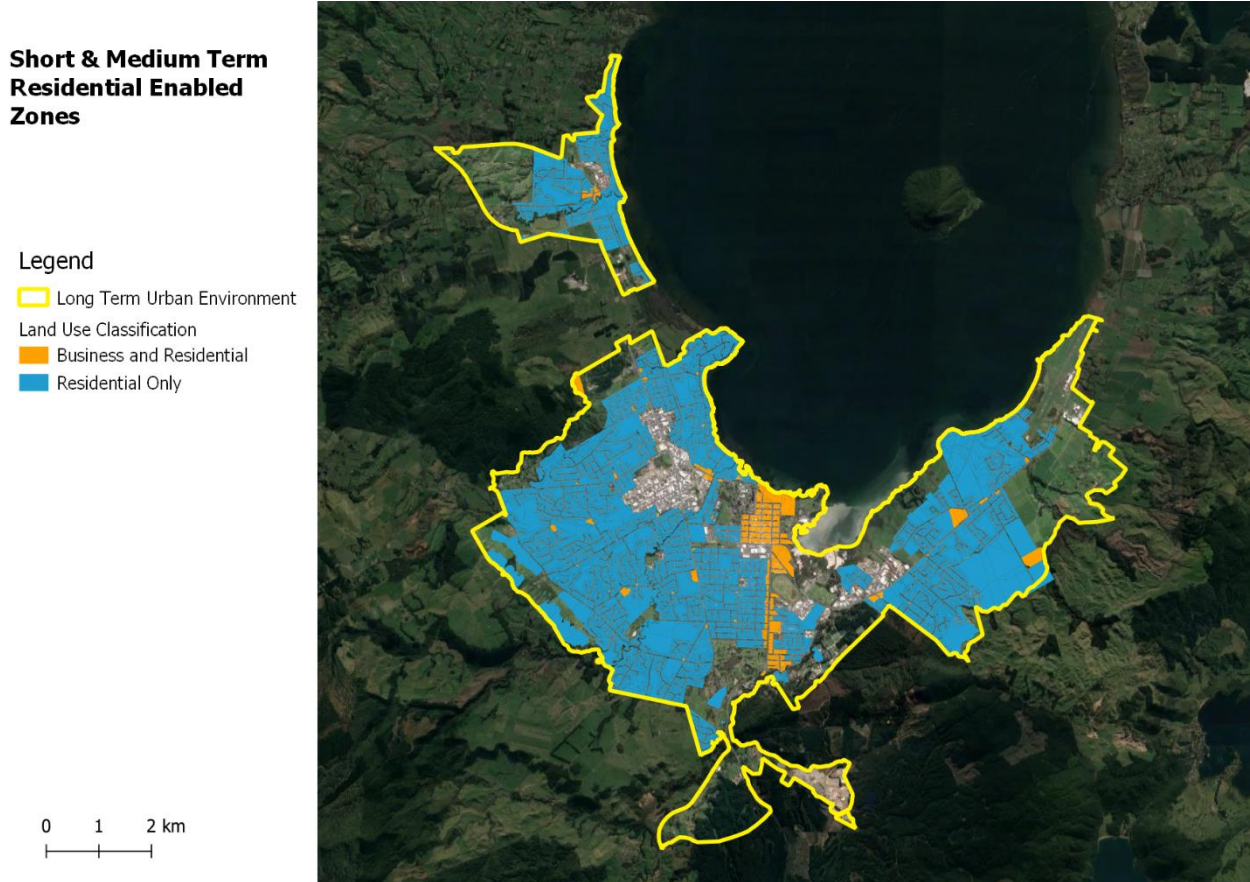 Short & Medium Term
Residential Enabled
Zones
Legend
Long Term Urban Environment
Land Use Classification
Business and Residential
Residential Only
0 1 2 km